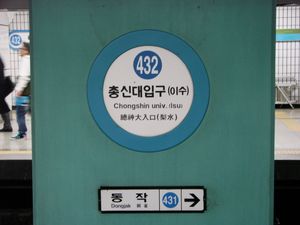 432
총신대입구(이수)
Chongshin univ.(Isu)
總神大入口(梨水)
동작
Dongjak
431
432